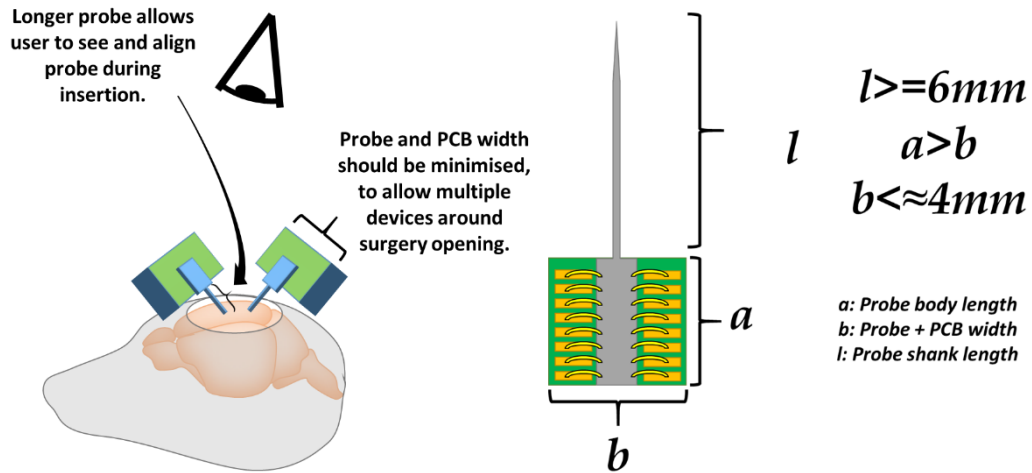 Longer probe allows
user to see and align
probe during
insertion.
Probe and PCB width
should be minimised,
to allow multiple
devices around
surgery opening.
l
a
b
l>=6mm
a>b
b<≈4mm
a: Probe body length
b: Probe + PCB width
l: Probe shank length